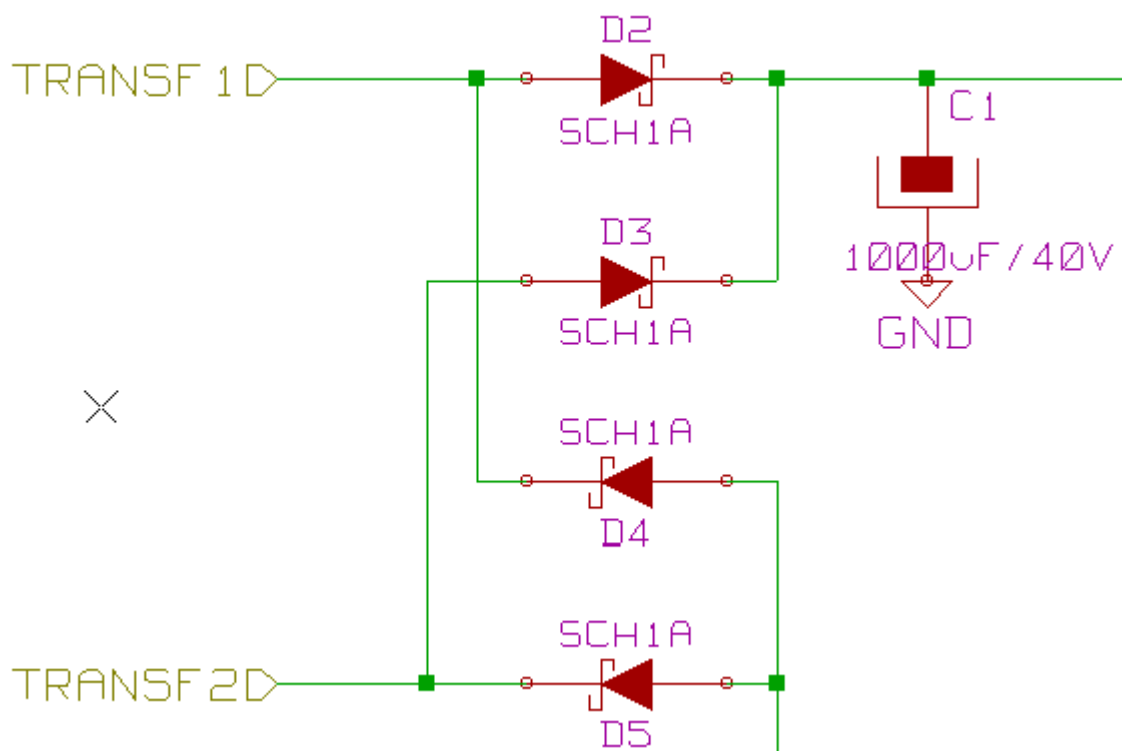 D2
TRANSF1
SCH1A
C1
D3
1000uF/40V
SCH1A
GND
SCH1A
D4
SCH1A
TRANSF2
D5